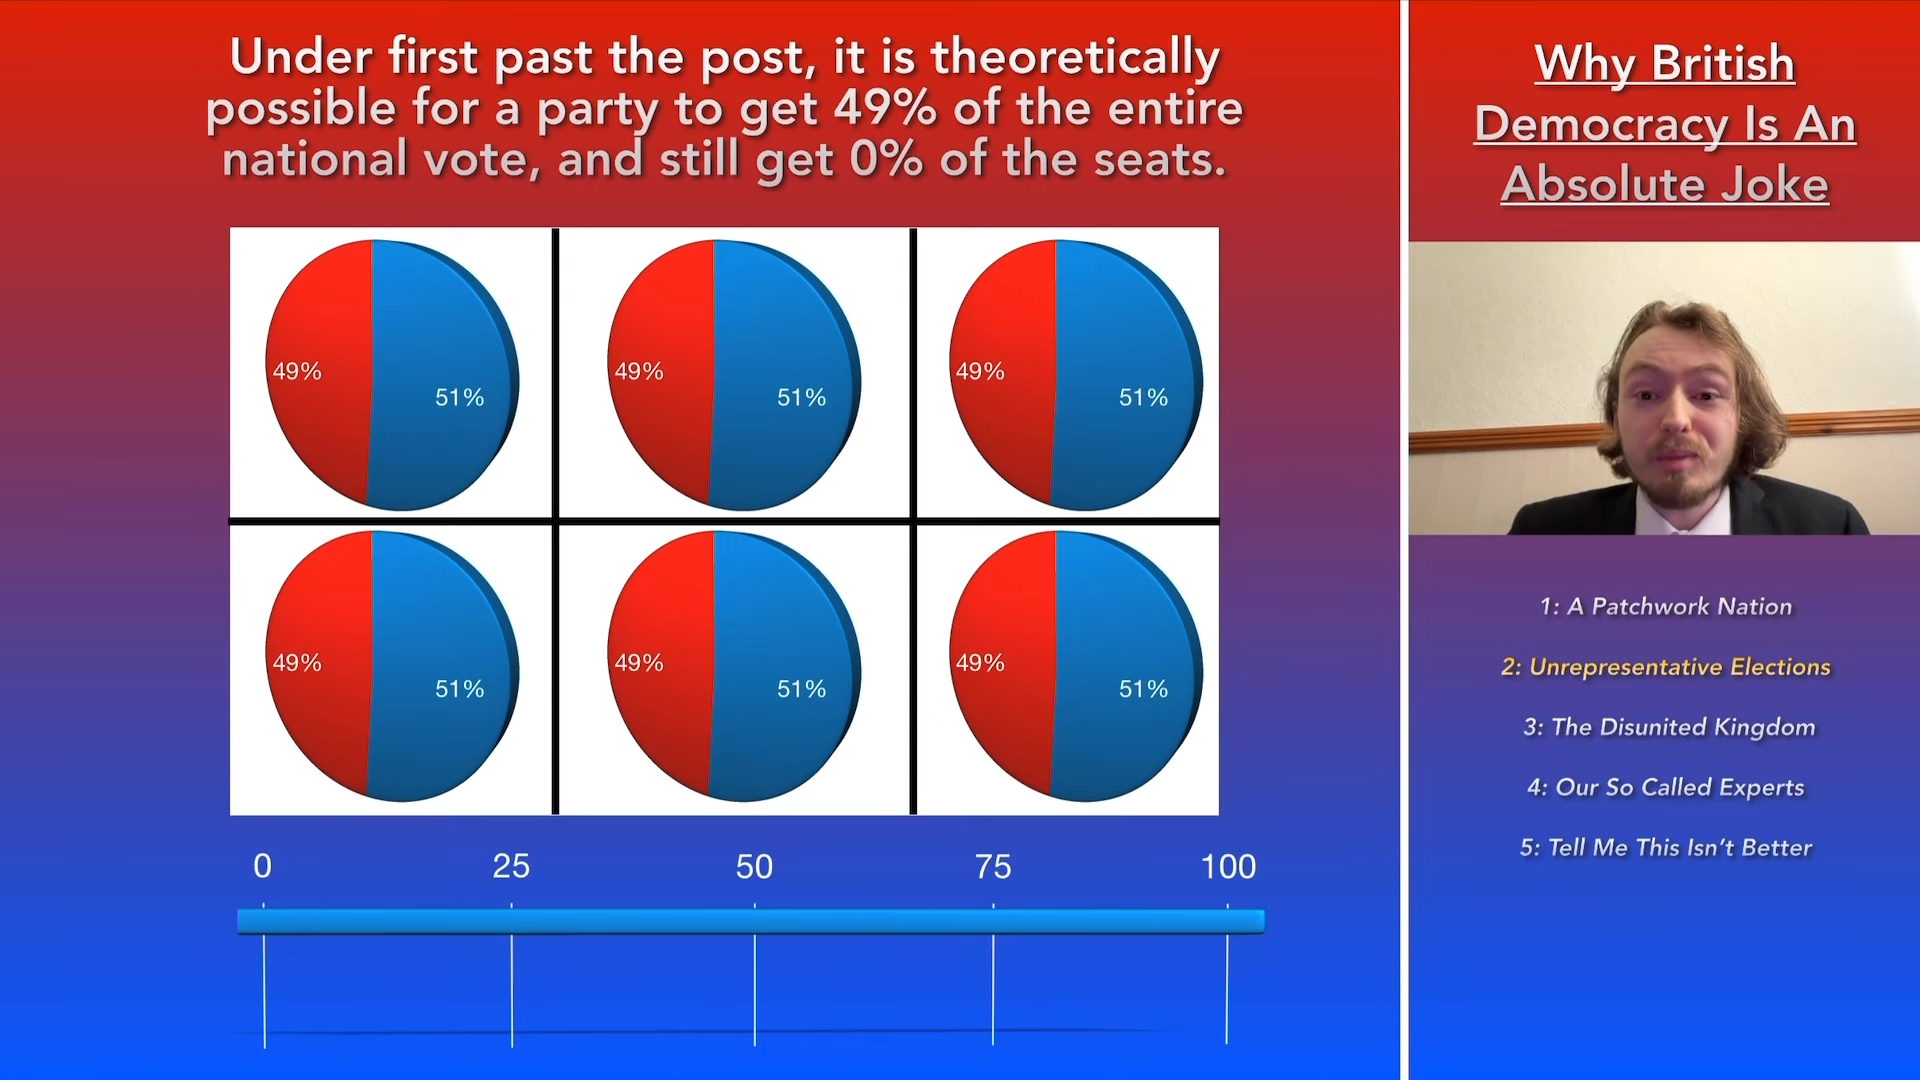 Under first past the post, it is theoretically
possible for a party to get 49% of the entire
national vote, and still get 0% of the seats.
49%
51%
49%
51%
49%
51%
49%
51%
49%
51%
49%
51%
0 25 50 75 100
Why British
Democracy Is An
Absolute Joke
1: A Patchwork Nation
2: Unrepresentative Elections
3: The Disunited Kingdom
4: Our So Called Experts
5: Tell Me This Isn’t Better